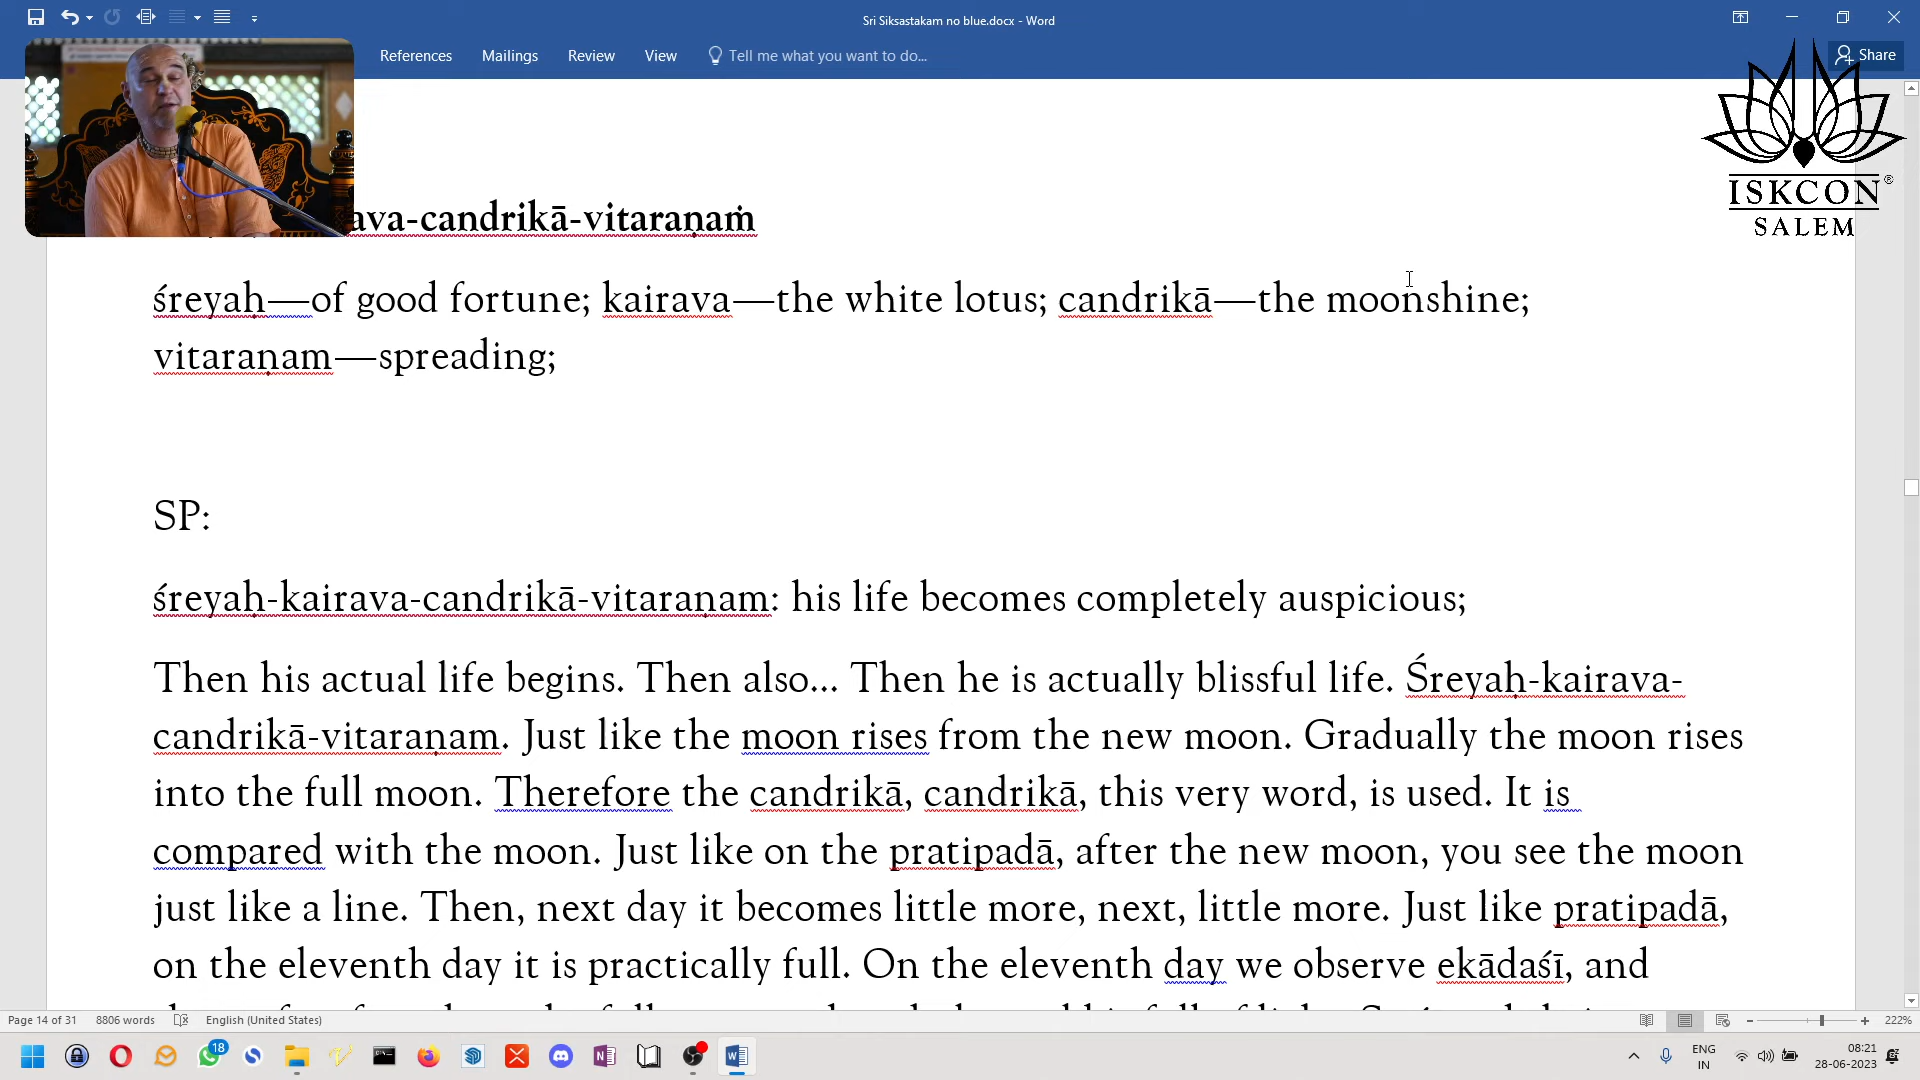 Sri Siksastakam no blue.docx - Word
References Mailings Review View Tell me what you want to do... Share
ISKCON®
SALEM
ava-candrikā-vitaraṇaṁ
śreyaḥ—of good fortune; kairava—the white lotus; candrikā—the moonshine;
vitaraṇam—spreading;
SP:
śreyaḥ-kairava-candrikā-vitaraṇam: his life becomes completely auspicious;
Then his actual life begins. Then also... Then he is actually blissful life. Śreyaḥ-kairava-
candrikā-vitaraṇam. Just like the moon rises from the new moon. Gradually the moon rises
into the full moon. Therefore the candrikā, candrikā, this very word, is used. It is
compared with the moon. Just like on the pratipadā, after the new moon, you see the moon
just like a line. Then, next day it becomes little more, next, little more. Just like pratipadā,
on the eleventh day it is practically full. On the eleventh day we observe ekādaśī, and
Page 14 of 31 8806 words English (United States) 222%
18
ENG
IN
08:21
28-06-2023